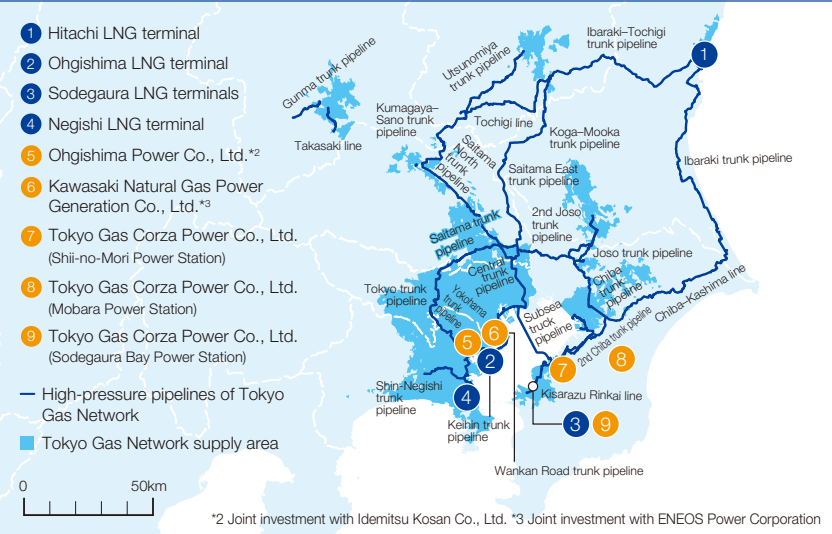 1 Hitachi LNG terminal
2 Ohgishima LNG terminal
3 Sodegaura LNG terminals
4 Negishi LNG terminal
5 Ohgishima Power Co., Ltd.*2
6 Kawasaki Natural Gas Power
Generation Co., Ltd.*3
7 Tokyo Gas Corza Power Co., Ltd.
(Shii-no-Mori Power Station)
8 Tokyo Gas Corza Power Co., Ltd.
(Mobara Power Station)
9 Tokyo Gas Corza Power Co., Ltd.
(Sodegaura Bay Power Station)
High-pressure pipelines of Tokyo
Gas Network
Tokyo Gas Network supply area
0 50km
Gunma trunk pipeline
Takasaki line
Utsunomiya
trunk pipeline
Ibaraki–Tochigi
trunk pipeline
1
Kumagaya–
Sano trunk
pipeline
Tochigi line
Koga–Mooka
trunk pipeline
Saitama
North
trunk
pipeline
Saitama East
trunk pipeline
Ibaraki trunk pipeline
2nd Joso
trunk
pipeline
Saitama trunk
pipeline
Joso trunk pipeline
Central
trunk
pipeline
Chiba
trunk
pipeline
Tokyo trunk
pipeline
Yokohama
trunk
pipeline
Chiba–Kashima line
Subsea
truck
pipeline
2nd Chiba trunk pipeline
5
6
2
7
8
Shin-Negishi
trunk
pipeline
4
Kisarazu Rinkai line
Keihin trunk
pipeline
3 9
Wankan Road trunk pipeline
*2 Joint investment with Idemitsu Kosan Co., Ltd. *3 Joint investment with ENEOS Power Corporation